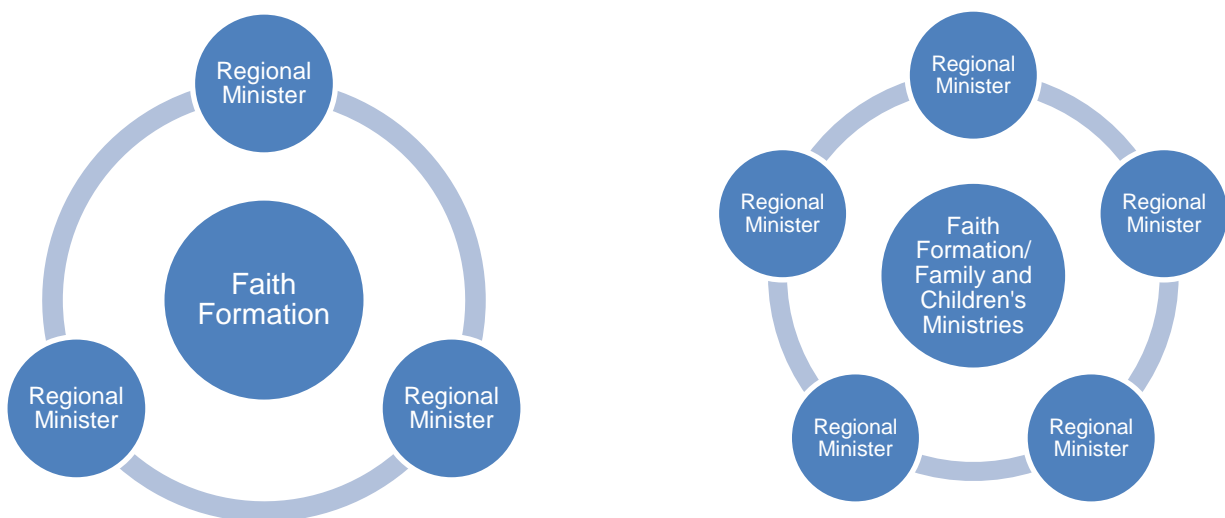 Regional
Minister
Faith
Formation
Regional
Minister
Regional
Minister
Regional
Minister
Regional
Minister
Regional
Minister
Faith
Formation/
Family and
Children's
Ministries
Regional
Minister
Regional
Minister